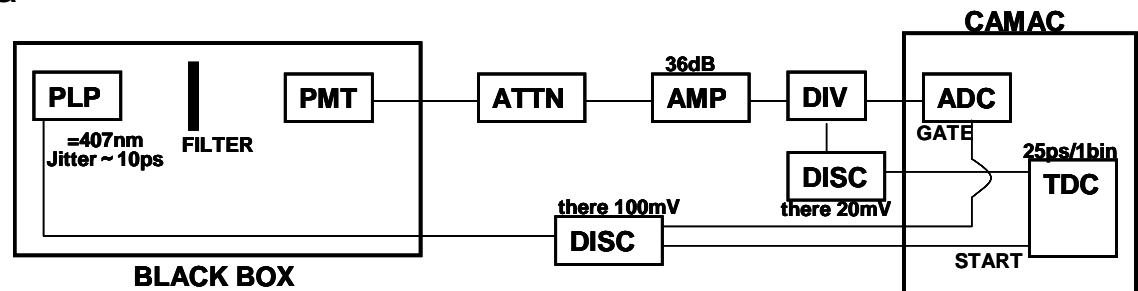 CAMAC
36dB
PLP
PMT
ATTN
AMP
DIV
ADC
=407nm
Jitter ~ 10ps
FILTER
GATE
25ps/1bin
TDC
DISC
there 20mV
there 100mV
DISC
START
BLACK BOX